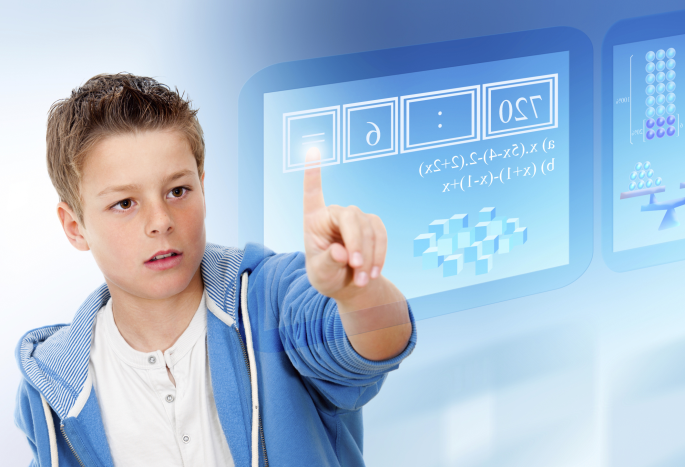 720 : 6 =
a) x.(5x-4)-2.(2+2x)
b) (x+1)-(x-1)+x